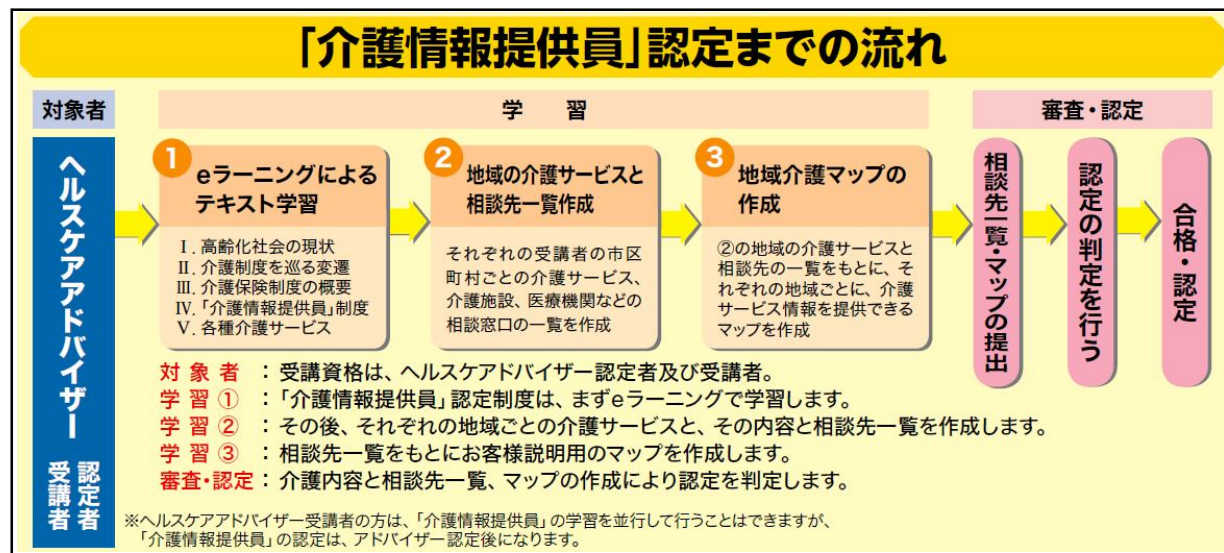 「介護情報提供員」認定までの流れ
対象者
学 習
審査・認定
ヘルスケアアドバイザー
認定者
受講者
1
eラーニングによる
テキスト学習
Ⅰ. 高齢化社会の現状
Ⅱ. 介護制度を巡る変遷
Ⅲ. 介護保険制度の概要
Ⅳ.「介護情報提供員」制度
Ⅴ. 各種介護サービス
2
地域の介護サービスと
相談先一覧作成
それぞれの受講者の市区
町村ごとの介護サービス、
介護施設、医療機関などの
相談窓口の一覧を作成
3
地域介護マップの
作成
②の地域の介護サービスと
相談先の一覧をもとに、そ
れぞれの地域ごとに、介護
サービス情報を提供できる
マップを作成
相談先一覧・マップの提出
認定の判定を行う
合格・認定
対 象 者 ：受講資格は、ヘルスケアドバイザー認定者及び受講者。
学 習 ① ：「介護情報提供員」認定制度は、まずeラーニングで学習します。
学 習 ② ：その後、それぞれの地域ごとの介護サービスと、その内容と相談先一覧を作成します。
学 習 ③ ：相談先一覧をもとにお客様説明用のマップを作成します。
審査・認定：介護内容と相談先一覧、マップの作成により認定を判定します。
※ヘルスケアアドバイザー受講者の方は、「介護情報提供員」の学習を並行して行うことはできますが、
「介護情報提供員」の認定は、アドバイザー認定後になります。